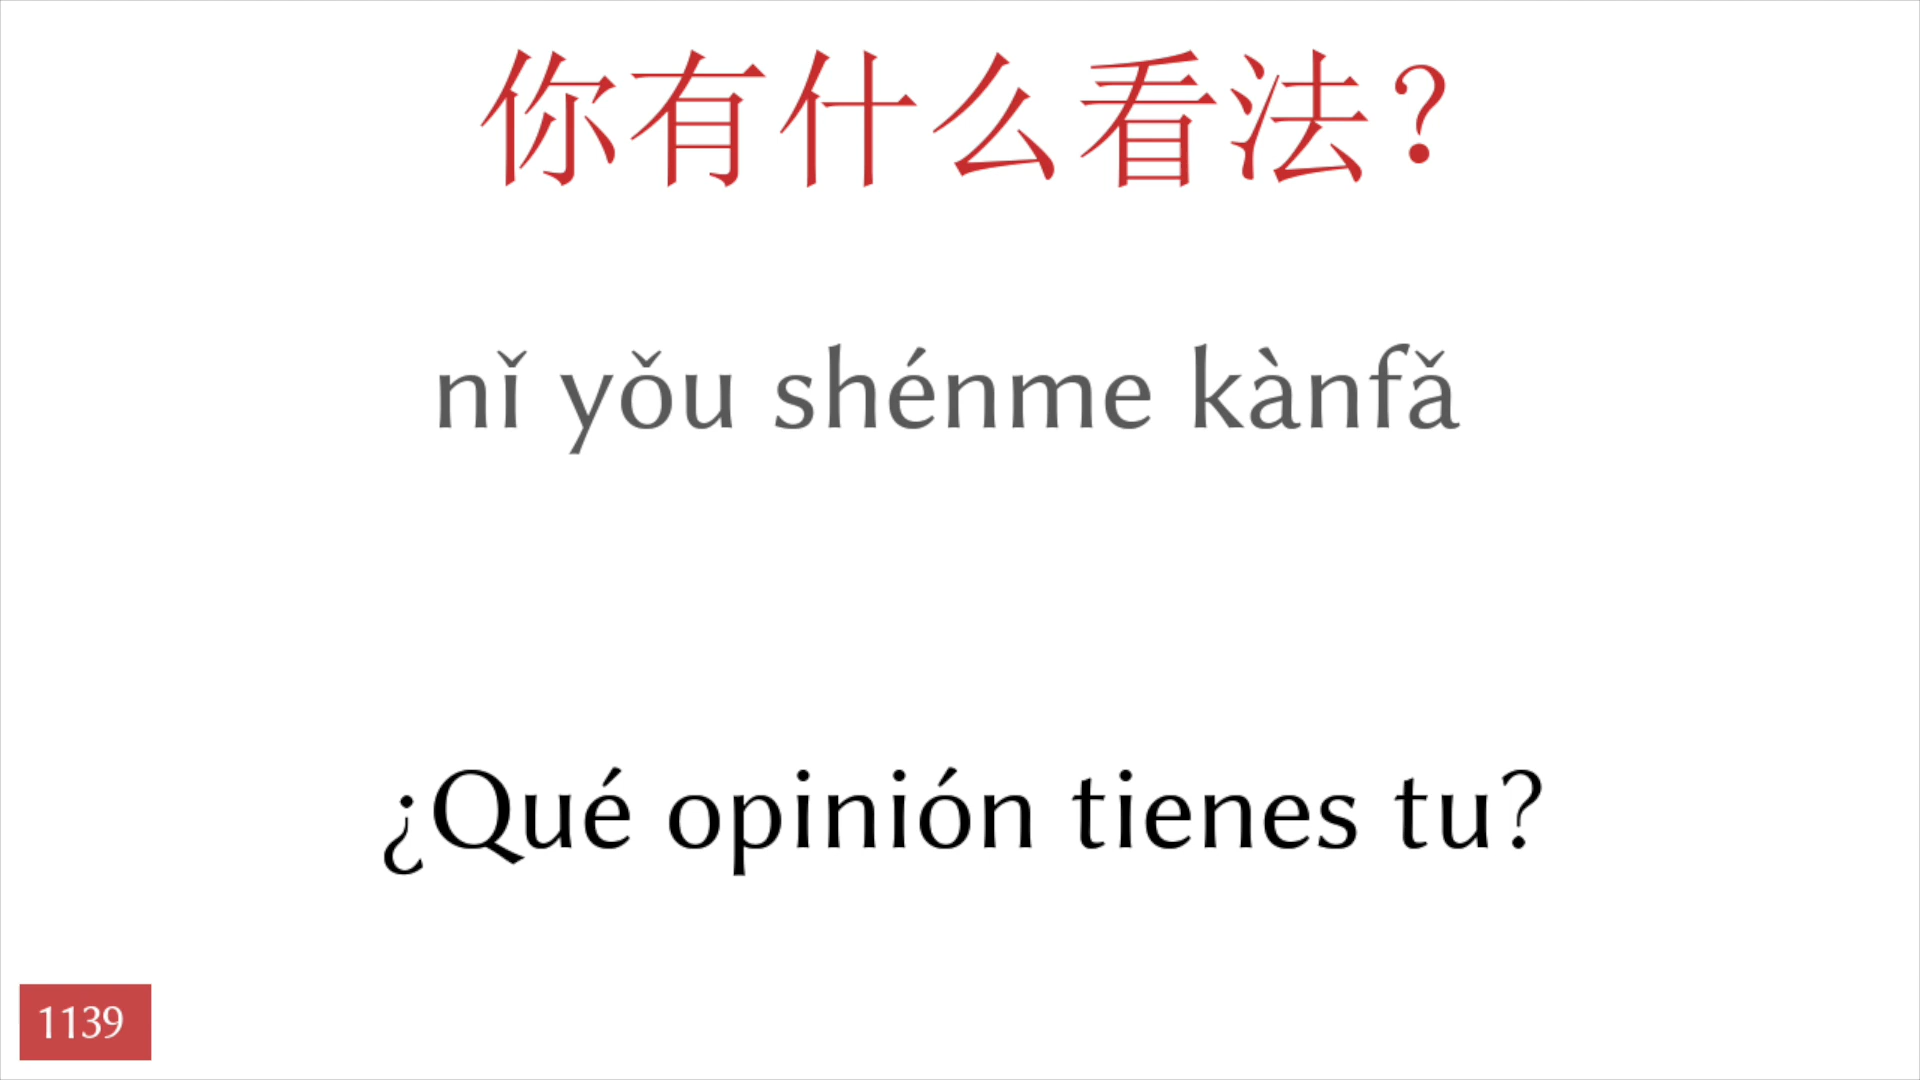 你有什么看法？
nǐ yǒu shénme kànfǎ
¿Qué opinión tienes tu?
1139